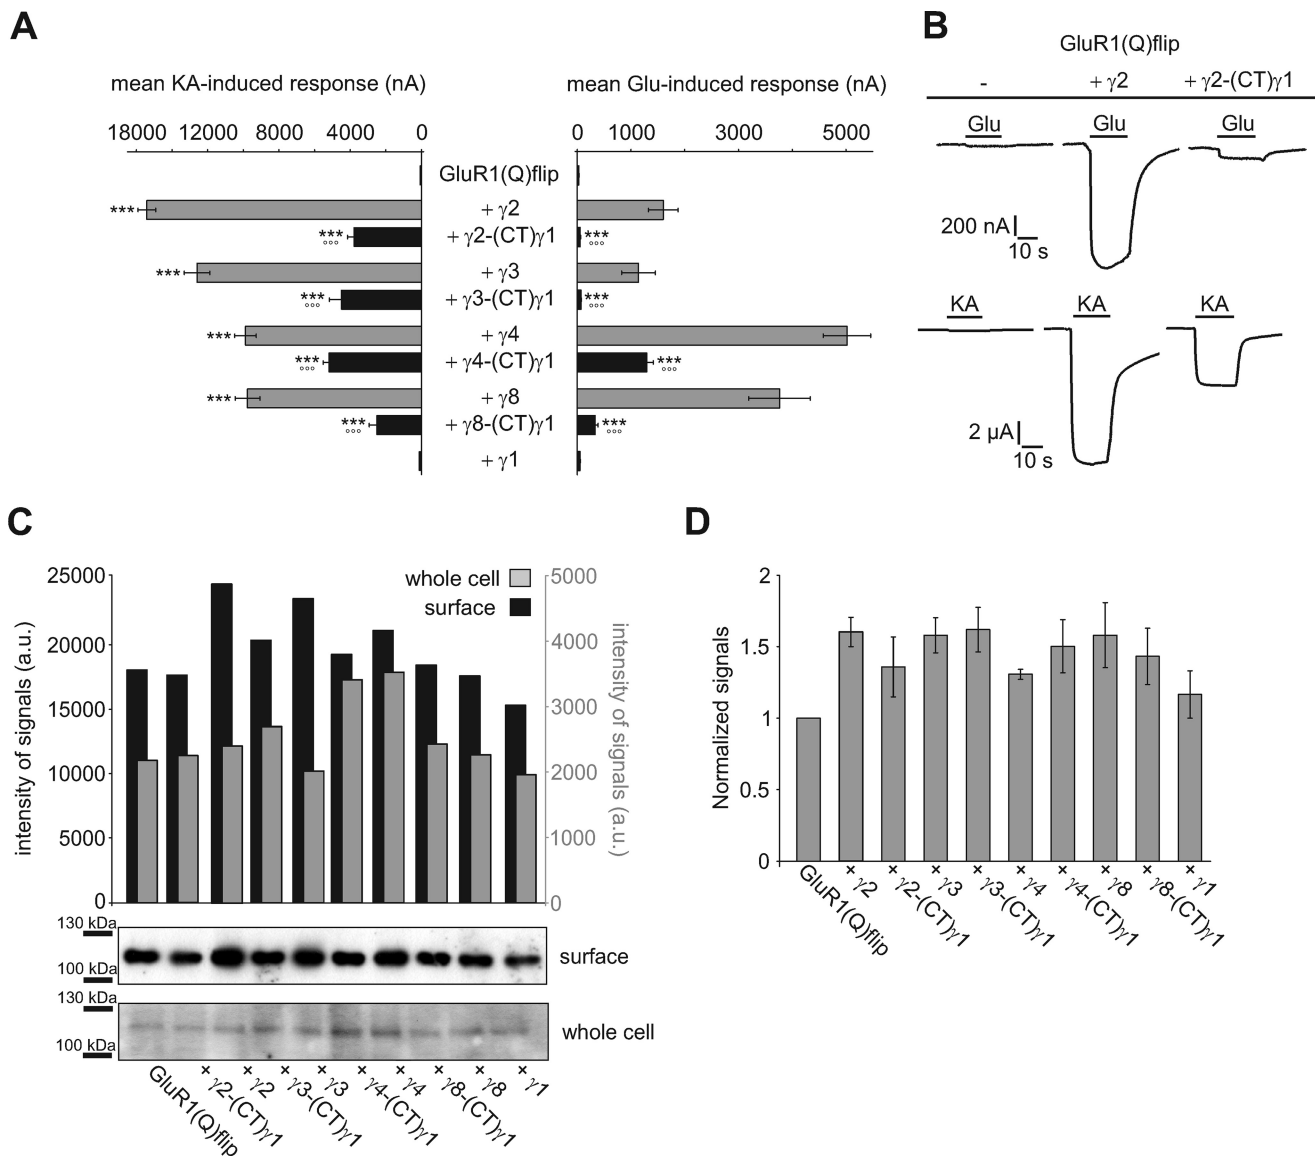 A
mean KA-induced response (nA)
mean Glu-induced response (nA)
18000 12000 8000 4000 0
0 1000 3000 5000
GluR1(Q)flip
*** + γ2
*** °°° + γ2-(CT)γ1 *** °°°
*** + γ3
*** °°° + γ3-(CT)γ1 *** °°°
*** + γ4
*** °°° + γ4-(CT)γ1 *** °°°
*** + γ8
*** °°° + γ8-(CT)γ1 *** °°°
+ γ1
B
GluR1(Q)flip
- + γ2 + γ2-(CT)γ1
Glu Glu Glu
200 nA
10 s
KA KA KA
2 µA
10 s
C
intensity of signals (a.u.)
25000
20000
15000
10000
5000
0
whole cell
surface
5000
4000
3000
2000
1000
0
intensity of signals (a.u.)
130 kDa
100 kDa
surface
130 kDa
100 kDa
whole cell
GluR1(Q)flip
+ γ2-(CT)γ1
+ γ2
+ γ3-(CT)γ1
+ γ3
+ γ4-(CT)γ1
+ γ4
+ γ8-(CT)γ1
+ γ8
+ γ1
D
Normalized signals
2
1.5
1
0.5
0
GluR1(Q)flip
+ γ2
+ γ2-(CT)γ1
+ γ3
+ γ3-(CT)γ1
+ γ4
+ γ4-(CT)γ1
+ γ8
+ γ8-(CT)γ1
+ γ1